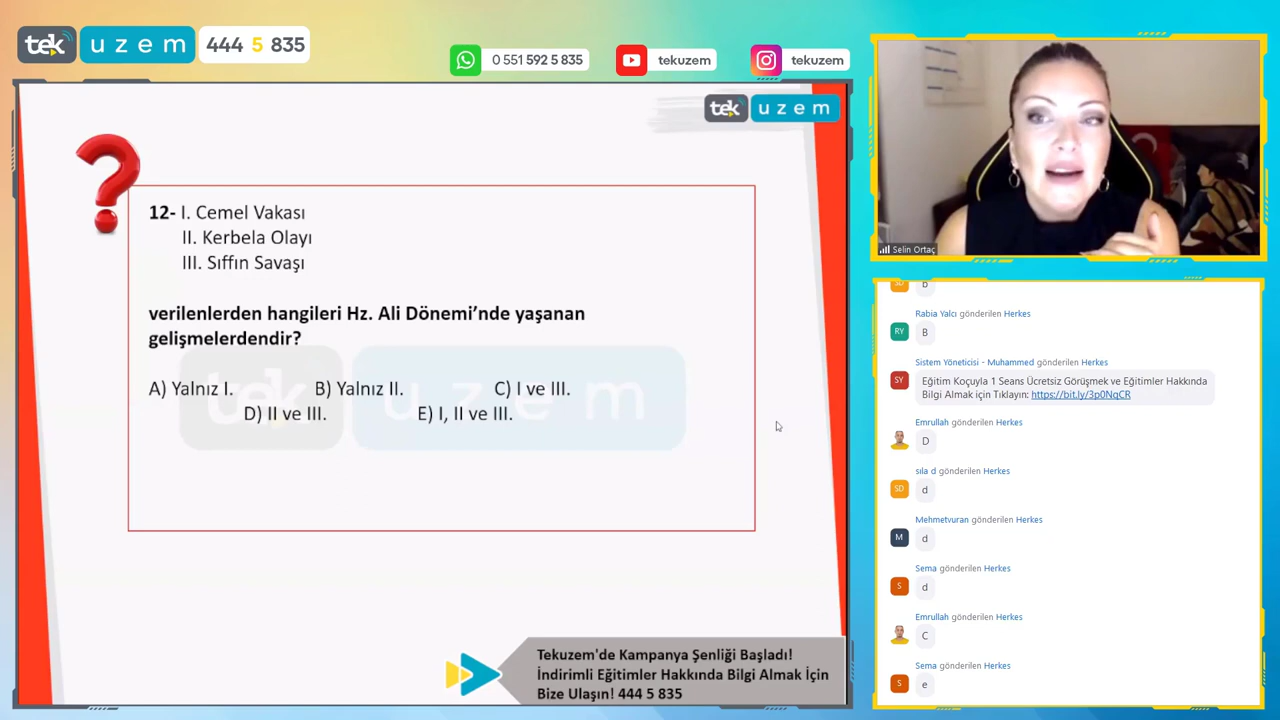 tek uzem 444 5 835
0 551 592 5 835
tekuzem
tekuzem
tek uzem
12- I. Cemel Vakası
II. Kerbela Olayı
III. Sıffın Savaşı
verilenlerden hangileri Hz. Ali Dönemi’nde yaşanan
gelişmelerdendir?
A) Yalnız I. B) Yalnız II. C) I ve III.
D) II ve III. E) I, II ve III.
tek uzem
Tekuzem'de Kampanya Şenliği Başladı!
İndirimli Eğitimler Hakkında Bilgi Almak İçin
Bize Ulaşın! 444 5 835
Selin Ortaç
SD b
Rabia Yalcı gönderilen Herkes
RY B
Sistem Yöneticisi - Muhammed gönderilen Herkes
SY Eğitim Koçuyla 1 Seans Ücretsiz Görüşmek ve Eğitimler Hakkında
Bilgi Almak için Tıklayın: https://bit.ly/3p0NqCR
Emrullah gönderilen Herkes
D
sıla d gönderilen Herkes
SD d
Mehmetvuran gönderilen Herkes
M d
Sema gönderilen Herkes
S d
Emrullah gönderilen Herkes
C
Sema gönderilen Herkes
S e